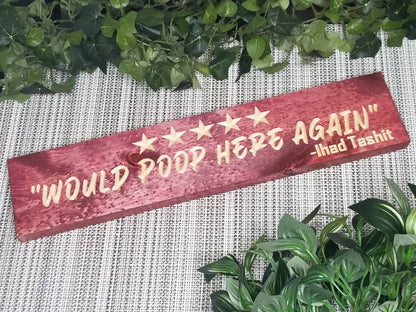 "WOULD POOP HERE AGAIN"
-Ihad Tashit